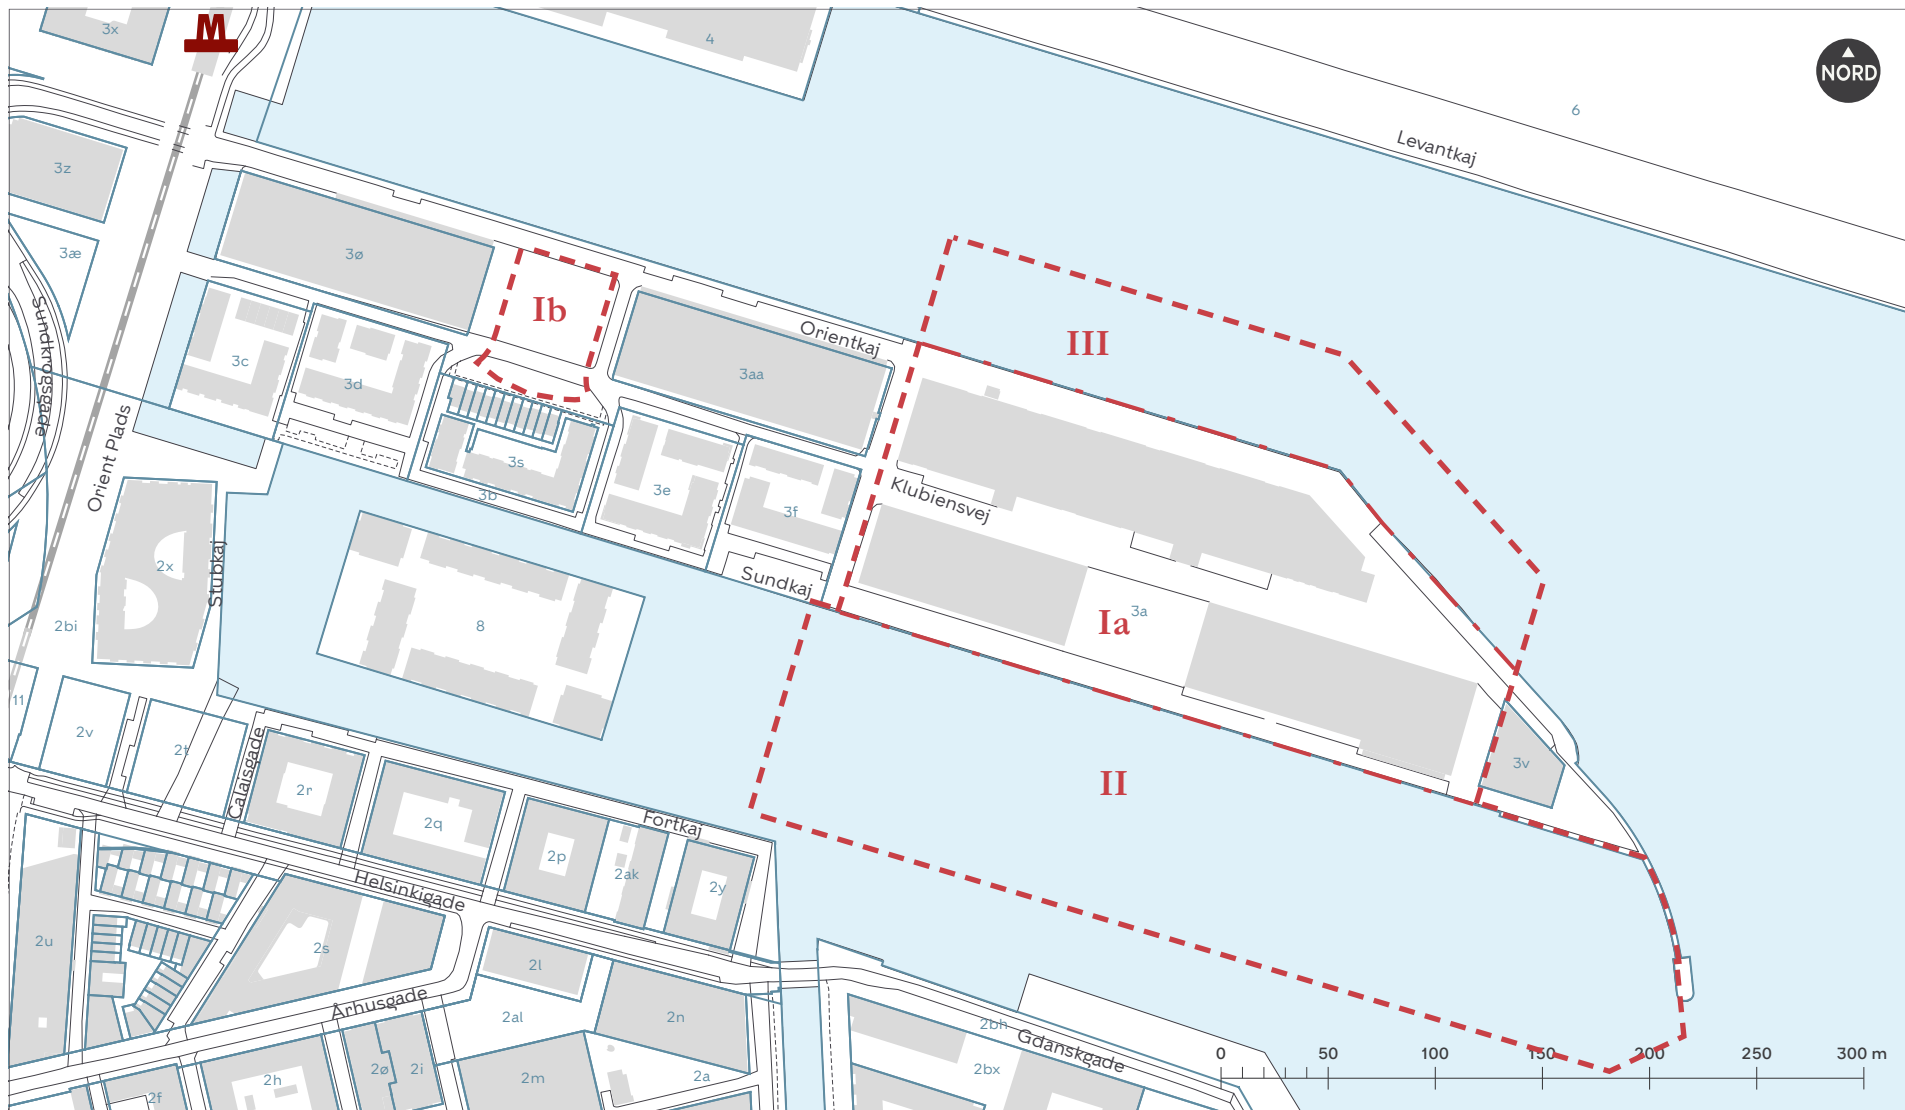 3x
M
4
NORD
6
Levantkaj
3z
3æ
3ø
Ib
III
Orientkaj
Sundkrogsgade
3c
3d
3aa
Orient Plads
3s
3b
3e
3f
Klubiensvej
Sundkaj
2x
Stubkaj
2bi
8
Ia
3a
11
2v
2t
Calaisgade
2r
2q
Fortkaj
II
3v
2p
2ak
2y
Helsinkigade
2u
2s
2l
Århusgade
2al
2n
2bh
Gdanskgade
2bx
2f
2h
2ø
2i
2m
2a
0 50 100 150 200 250 300 m